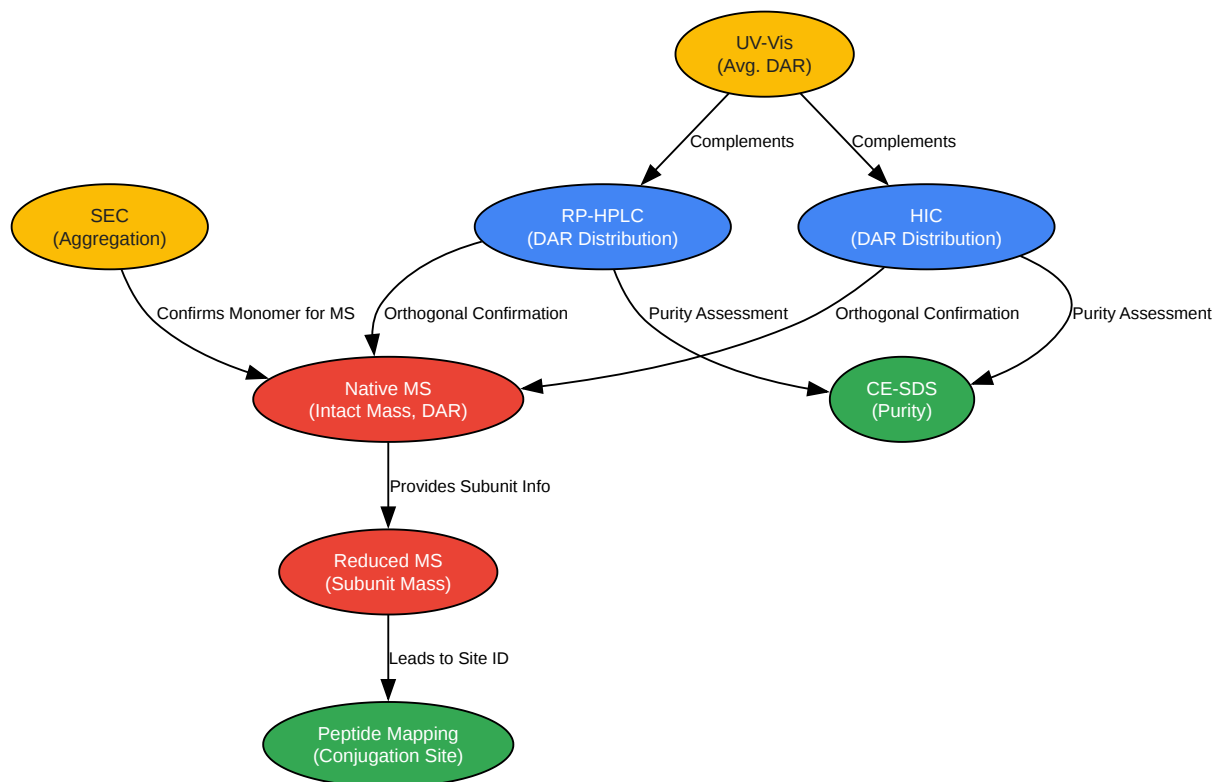 UV-Vis
(Avg. DAR)
Complements
Complements
SEC
(Aggregation)
RP-HPLC
(DAR Distribution)
HIC
(DAR Distribution)
Confirms Monomer for MS
Orthogonal Confirmation
Purity Assessment
Orthogonal Confirmation
Purity Assessment
Native MS
(Intact Mass, DAR)
CE-SDS
(Purity)
Provides Subunit Info
Reduced MS
(Subunit Mass)
Leads to Site ID
Peptide Mapping
(Conjugation Site)